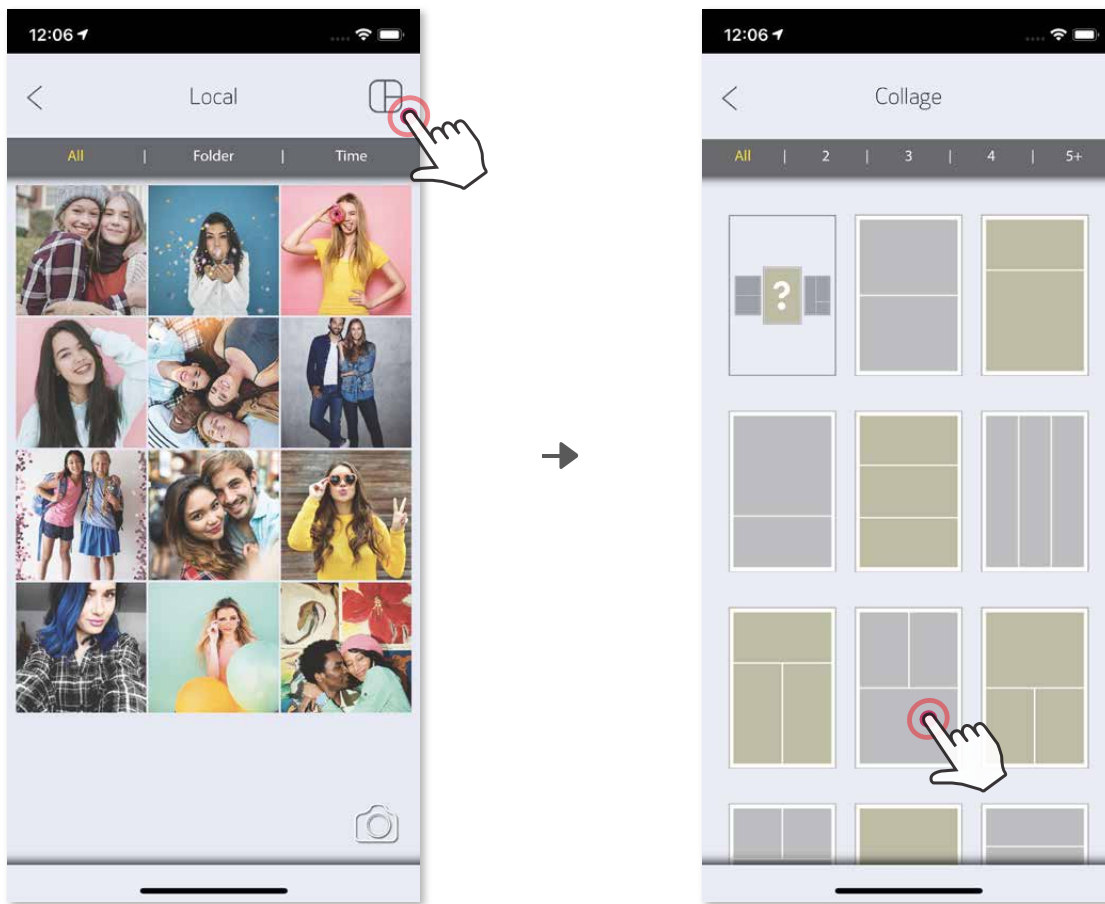 12:06
Local
All | Folder | Time
12:06
Collage
All | 2 | 3 | 4 | 5+
?